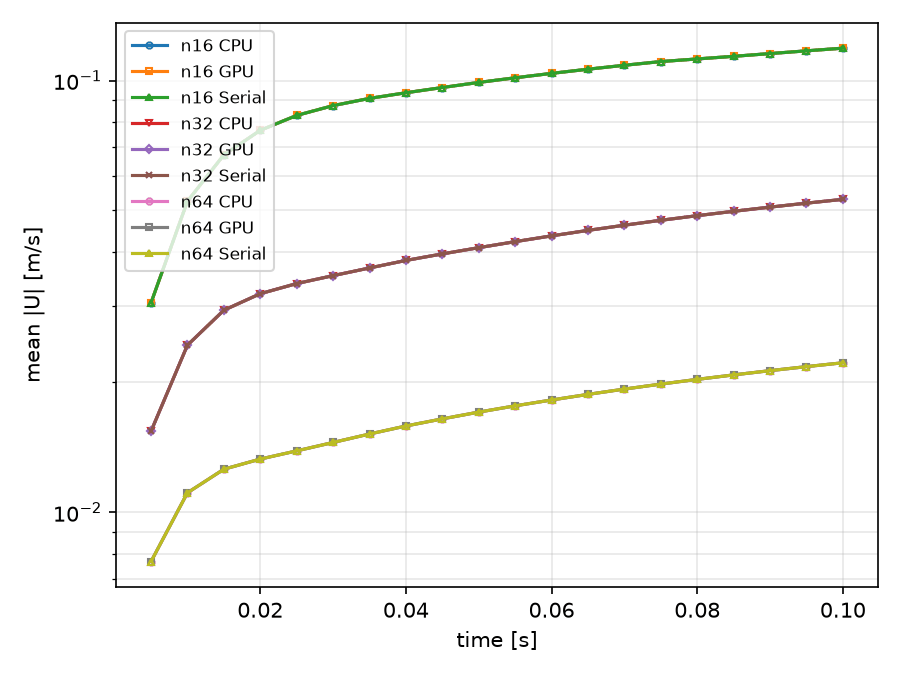 n16 CPU
n16 GPU
n16 Serial
n32 CPU
n32 GPU
n32 Serial
n64 CPU
n64 GPU
n64 Serial
10⁻¹
10⁻²
mean |U| [m/s]
0.02 0.04 0.06 0.08 0.10
time [s]